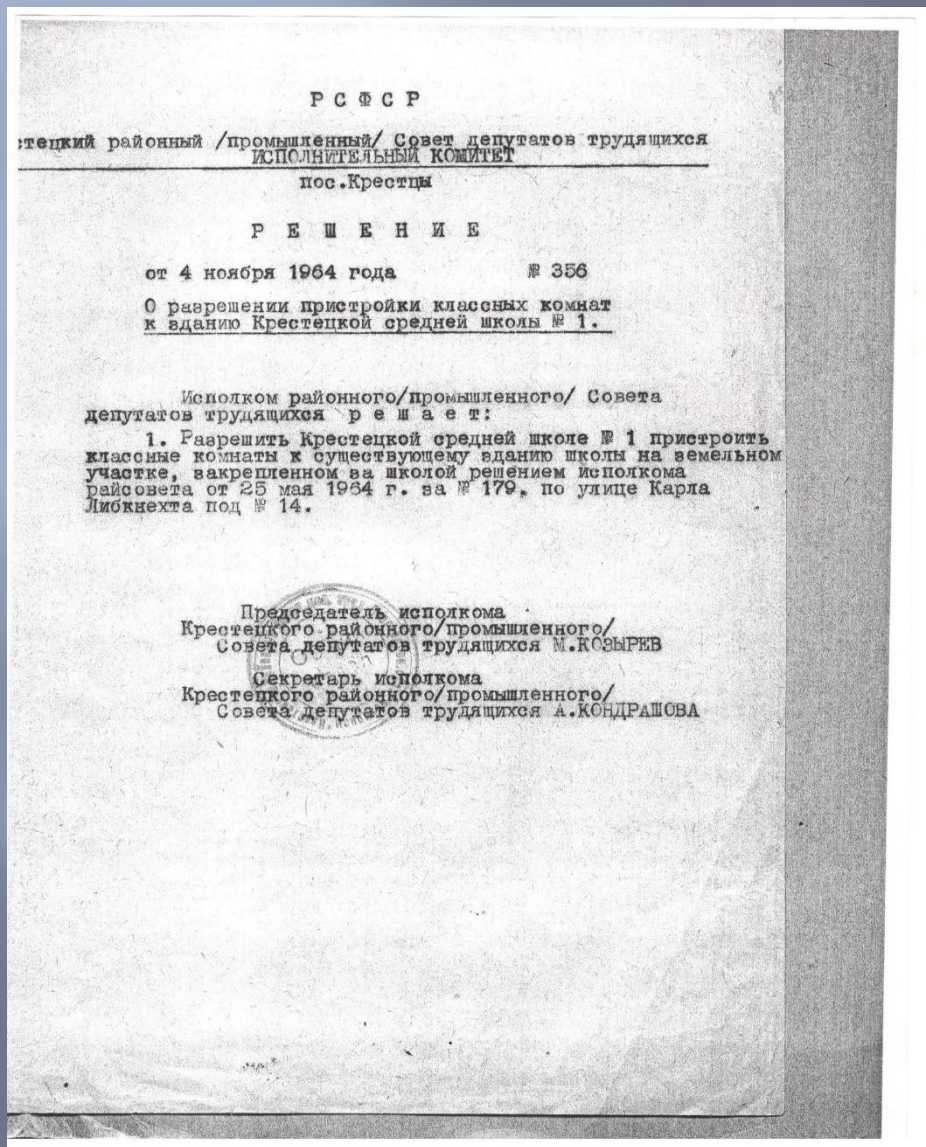 Р С Ф С Р
стецкий районный /промышленный/ Совет депутатов трудящихся
ИСПОЛНИТЕЛЬНЫЙ КОМИТЕТ
пос.Крестцы
Р Е Ш Е Н И Е
от 4 ноября 1964 года № 356
О разрешении пристройки классных комнат
к зданию Крестецкой средней школы № 1.
Исполком районного/промышленного/ Совета
депутатов трудящихся р е ш а е т:
1. Разрешить Крестецкой средней школе № 1 пристроить
классные комнаты к существующему зданию школы на земельном
участке, закрепленном за школой решением исполкома
райсовета от 25 мая 1964 г. за № 179, по улице Карла
Либкнехта под № 14.
Председатель исполкома
Крестецкого районного/промышленного/
Совета депутатов трудящихся М.КОЗЫРЕВ
Секретарь исполкома
Крестецкого районного/промышленного/
Совета депутатов трудящихся А.КОНДРАШОВА